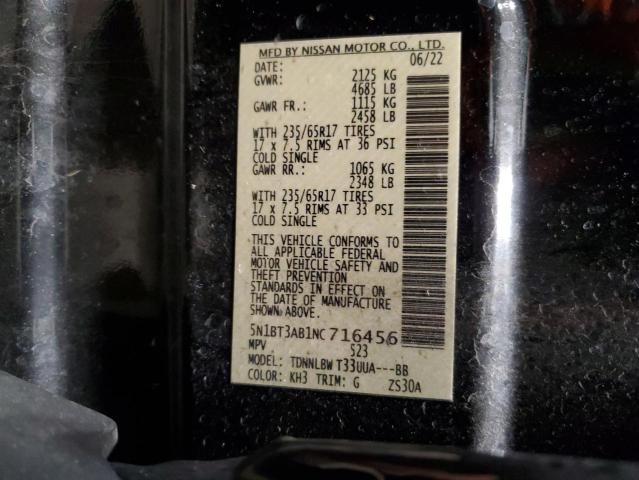 MFD BY NISSAN MOTOR CO., LTD.
DATE: 06/22
GVWR: 2125 KG
4685 LB
GAWR FR.: 1115 KG
2458 LB
WITH 235/65R17 TIRES
17 x 7.5 RIMS AT 36 PSI
COLD SINGLE
GAWR RR.: 1065 KG
2348 LB
WITH 235/65R17 TIRES
17 x 7.5 RIMS AT 33 PSI
COLD SINGLE
THIS VEHICLE CONFORMS TO
ALL APPLICABLE FEDERAL
MOTOR VEHICLE SAFETY AND
THEFT PREVENTION
STANDARDS IN EFFECT ON
THE DATE OF MANUFACTURE
SHOWN ABOVE.
5N1BT3AB1NC716456
MPV S23
MODEL: TDNNLBW T33UUA---BB
COLOR: KH3 TRIM: G ZS30A